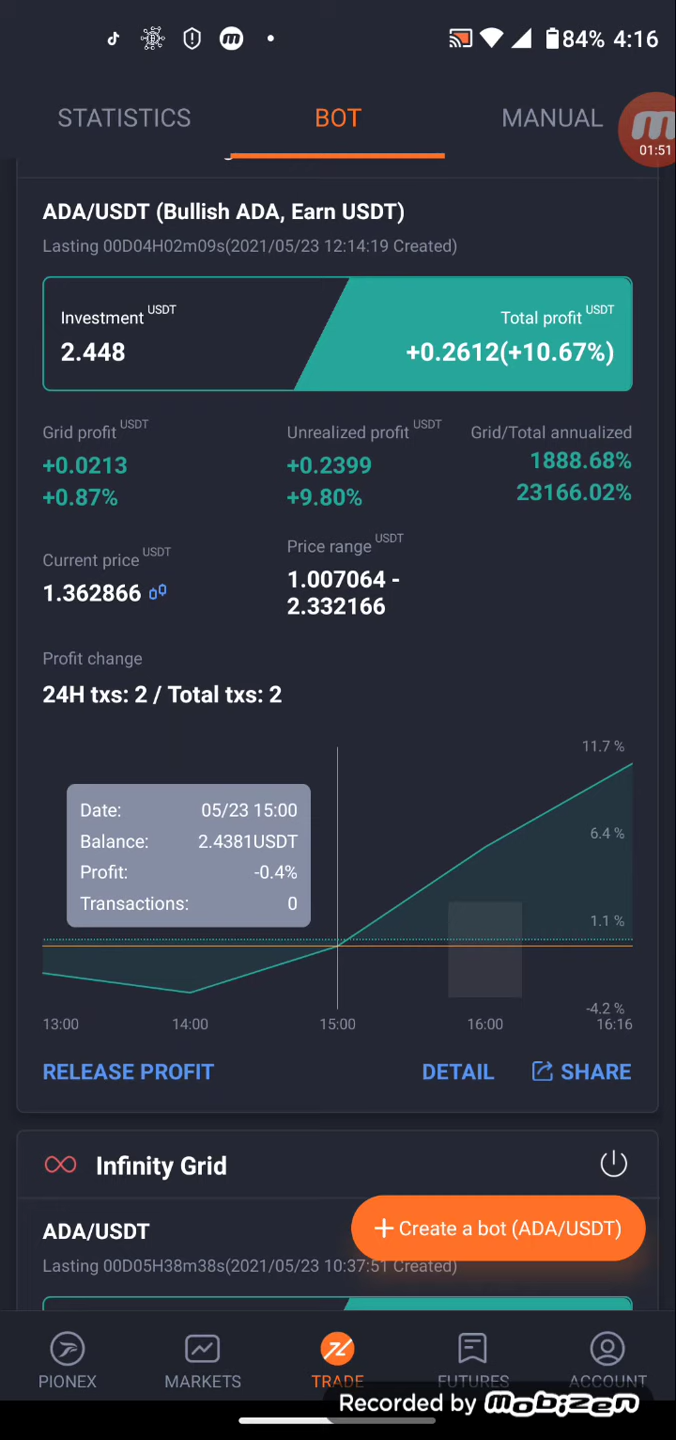 84% 4:16
STATISTICS BOT MANUAL
01:51
ADA/USDT (Bullish ADA, Earn USDT)
Lasting 00D04H02m09s(2021/05/23 12:14:19 Created)
Investment USDT Total profit USDT
2.448 +0.2612(+10.67%)
Grid profit USDT Unrealized profit USDT Grid/Total annualized
+0.0213 +0.2399 1888.68%
+0.87% +9.80% 23166.02%
Current price USDT Price range USDT
1.362866 1.007064 -
2.332166
Profit change
24H txs: 2 / Total txs: 2
11.7 %
Date: 05/23 15:00
Balance: 2.4381USDT
6.4 %
Profit: -0.4%
Transactions: 0
1.1 %
-4.2 %
13:00 14:00 15:00 16:00 16:16
RELEASE PROFIT DETAIL SHARE
Infinity Grid
ADA/USDT
+ Create a bot (ADA/USDT)
Lasting 00D05H38m38s(2021/05/23 10:37:51 Created)
PIONEX MARKETS TRADE FUTURES ACCOUNT
Recorded by mobizen